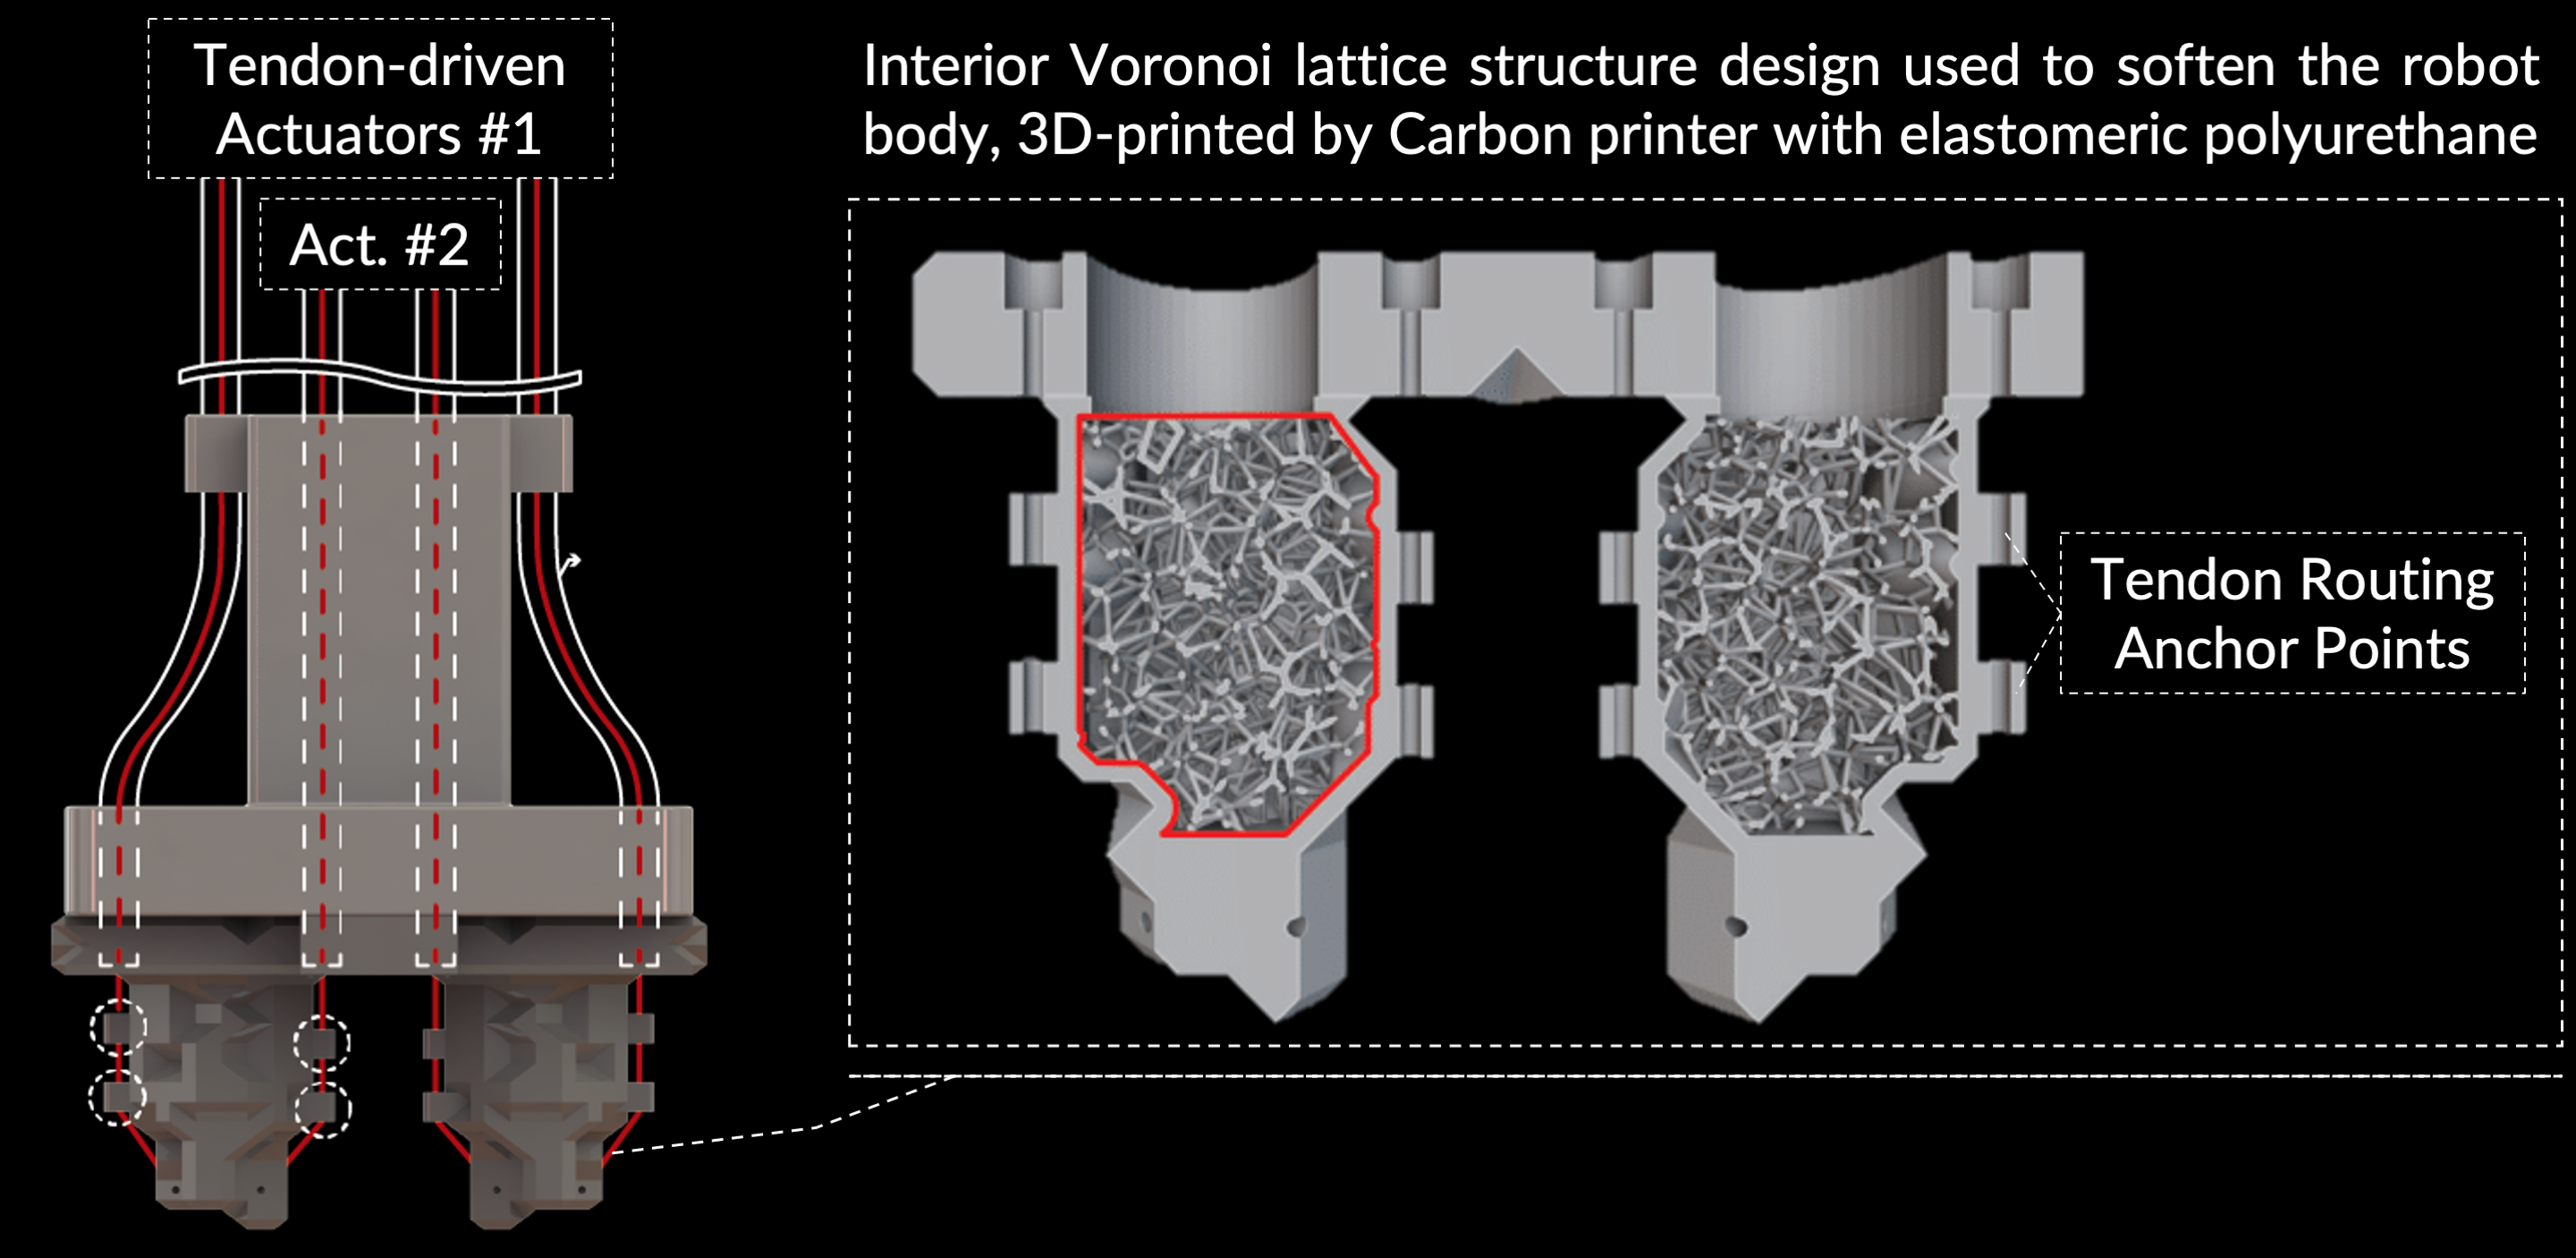 Tendon-driven
Actuators #1
Act. #2
Interior Voronoi lattice structure design used to soften the robot
body, 3D-printed by Carbon printer with elastomeric polyurethane
Tendon Routing
Anchor Points